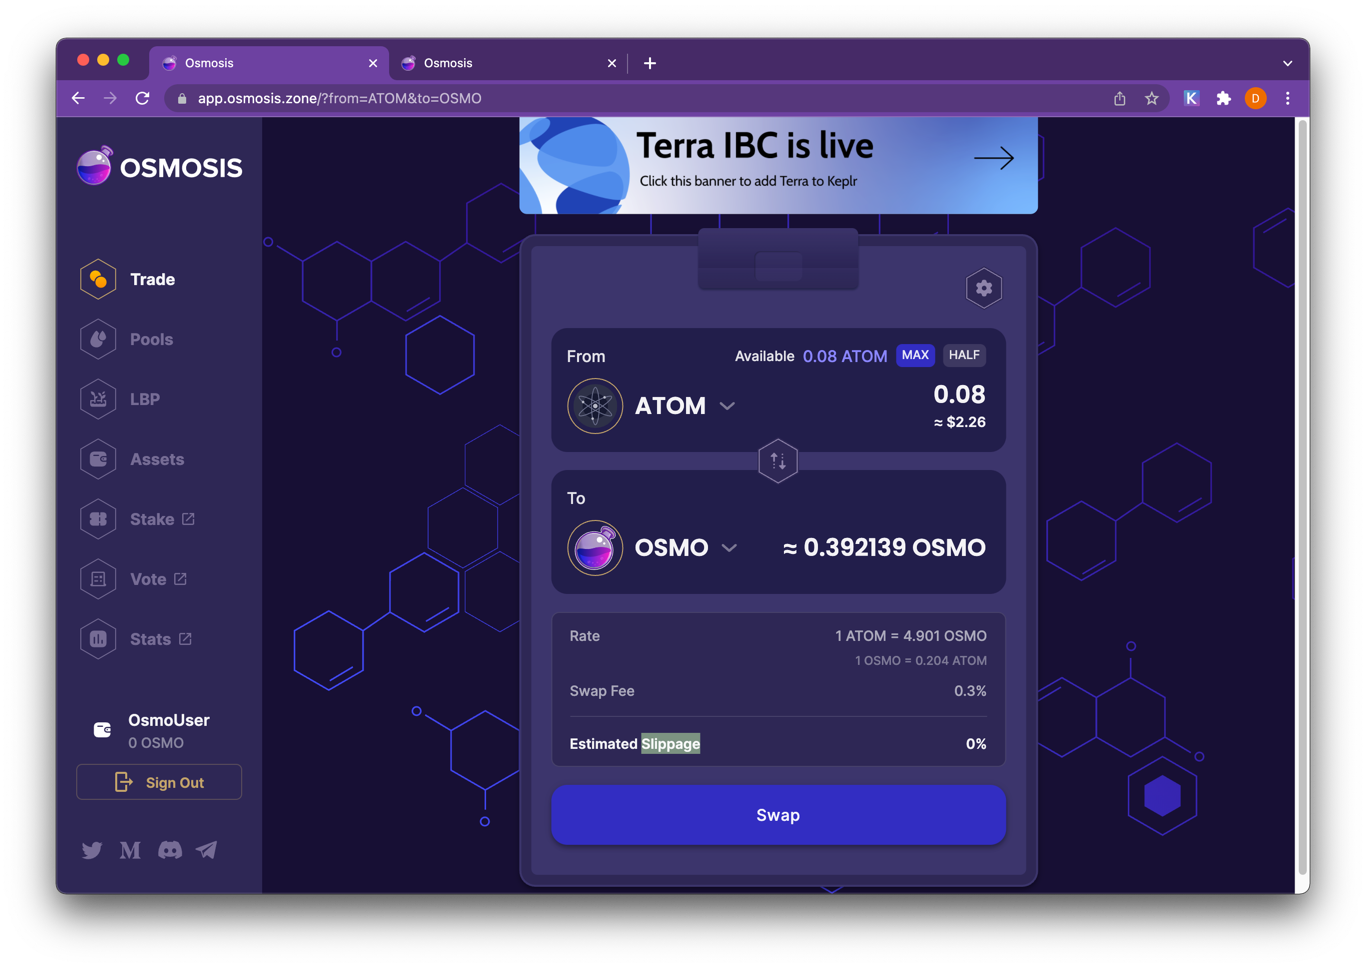 Osmosis
Osmosis
app.osmosis.zone/?from=ATOM&to=OSMO
K
D
OSMOSIS
Trade
Pools
LBP
Assets
Stake
Vote
Stats
OsmoUser
0 OSMO
Sign Out
M
Terra IBC is live
Click this banner to add Terra to Keplr
From
Available 0.08 ATOM MAX HALF
ATOM
0.08
≈ $2.26
To
OSMO
≈ 0.392139 OSMO
Rate
1 ATOM = 4.901 OSMO
1 OSMO = 0.204 ATOM
Swap Fee
0.3%
Estimated Slippage
0%
Swap